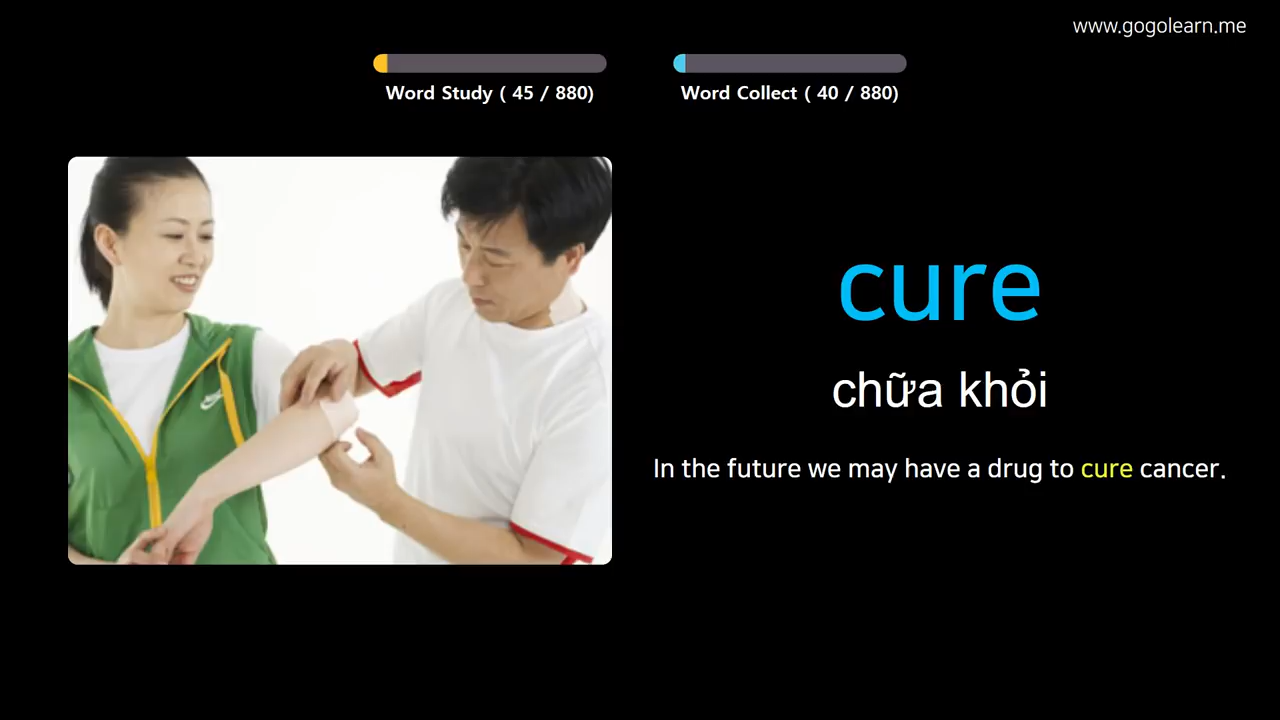 www.gogolearn.me
Word Study ( 45 / 880)
Word Collect ( 40 / 880)
cure
chữa khỏi
In the future we may have a drug to cure cancer.